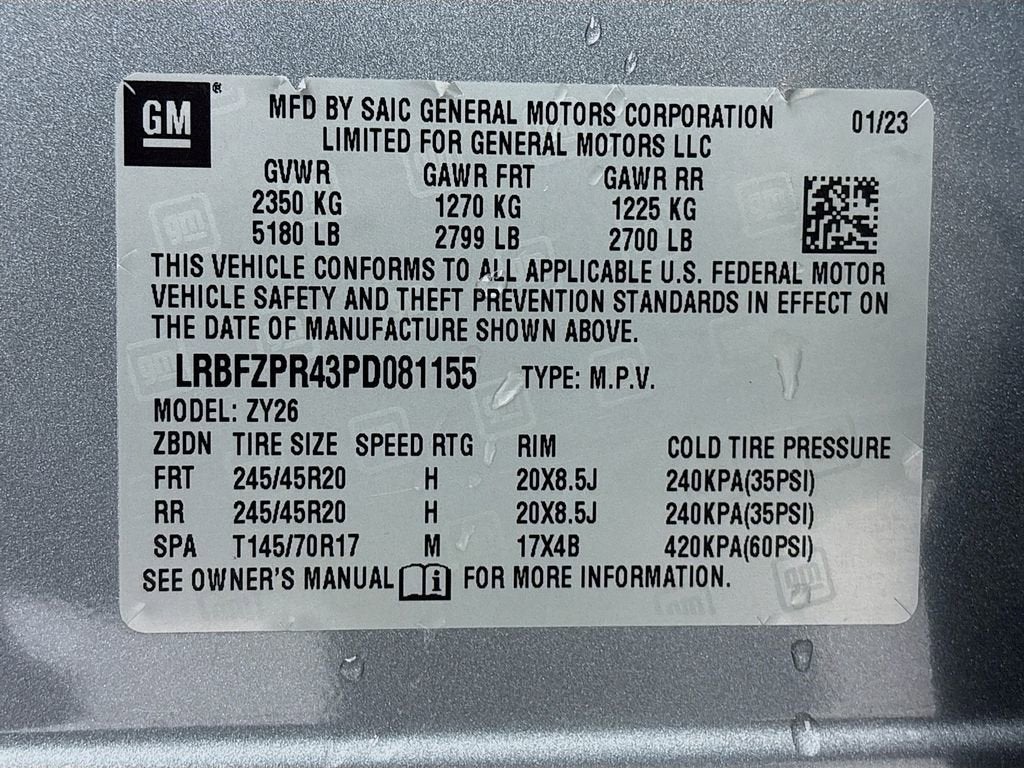 GM®
MFD BY SAIC GENERAL MOTORS CORPORATION 01/23
LIMITED FOR GENERAL MOTORS LLC
GVWR GAWR FRT GAWR RR
2350 KG 1270 KG 1225 KG
5180 LB 2799 LB 2700 LB
THIS VEHICLE CONFORMS TO ALL APPLICABLE U.S. FEDERAL MOTOR
VEHICLE SAFETY AND THEFT PREVENTION STANDARDS IN EFFECT ON
THE DATE OF MANUFACTURE SHOWN ABOVE.
LRBFZPR43PD081155 TYPE: M.P.V.
MODEL: ZY26
ZBDN TIRE SIZE SPEED RTG RIM COLD TIRE PRESSURE
FRT 245/45R20 H 20X8.5J 240KPA(35PSI)
RR 245/45R20 H 20X8.5J 240KPA(35PSI)
SPA T145/70R17 M 17X4B 420KPA(60PSI)
SEE OWNER'S MANUAL i FOR MORE INFORMATION.